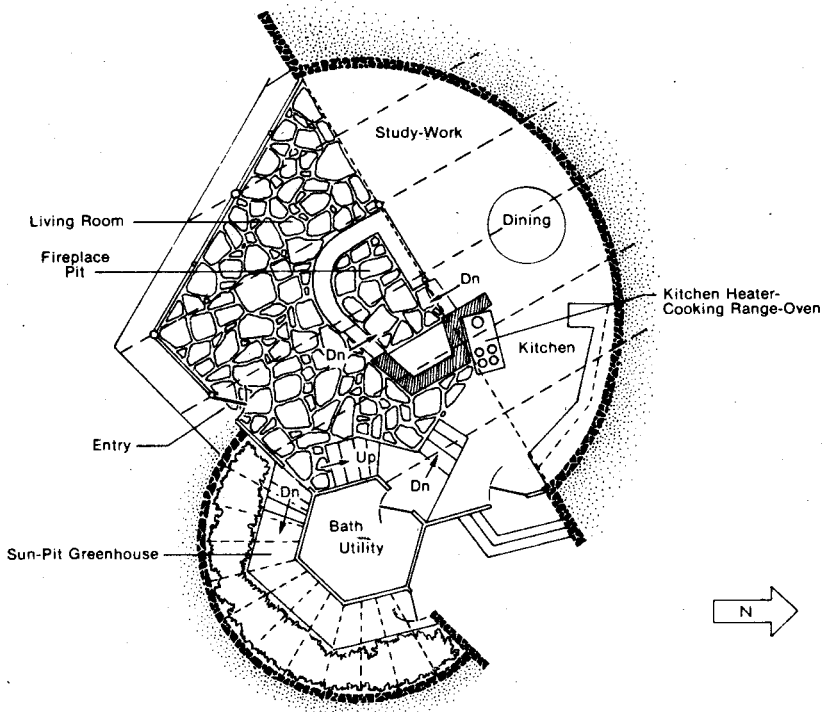 Study-Work
Living Room
Dining
Fireplace
Pit
Dn
Kitchen Heater-
Cooking Range-Oven
Kitchen
Dn
Entry
Up
Dn
Dn
Bath
Utility
Sun-Pit Greenhouse
N